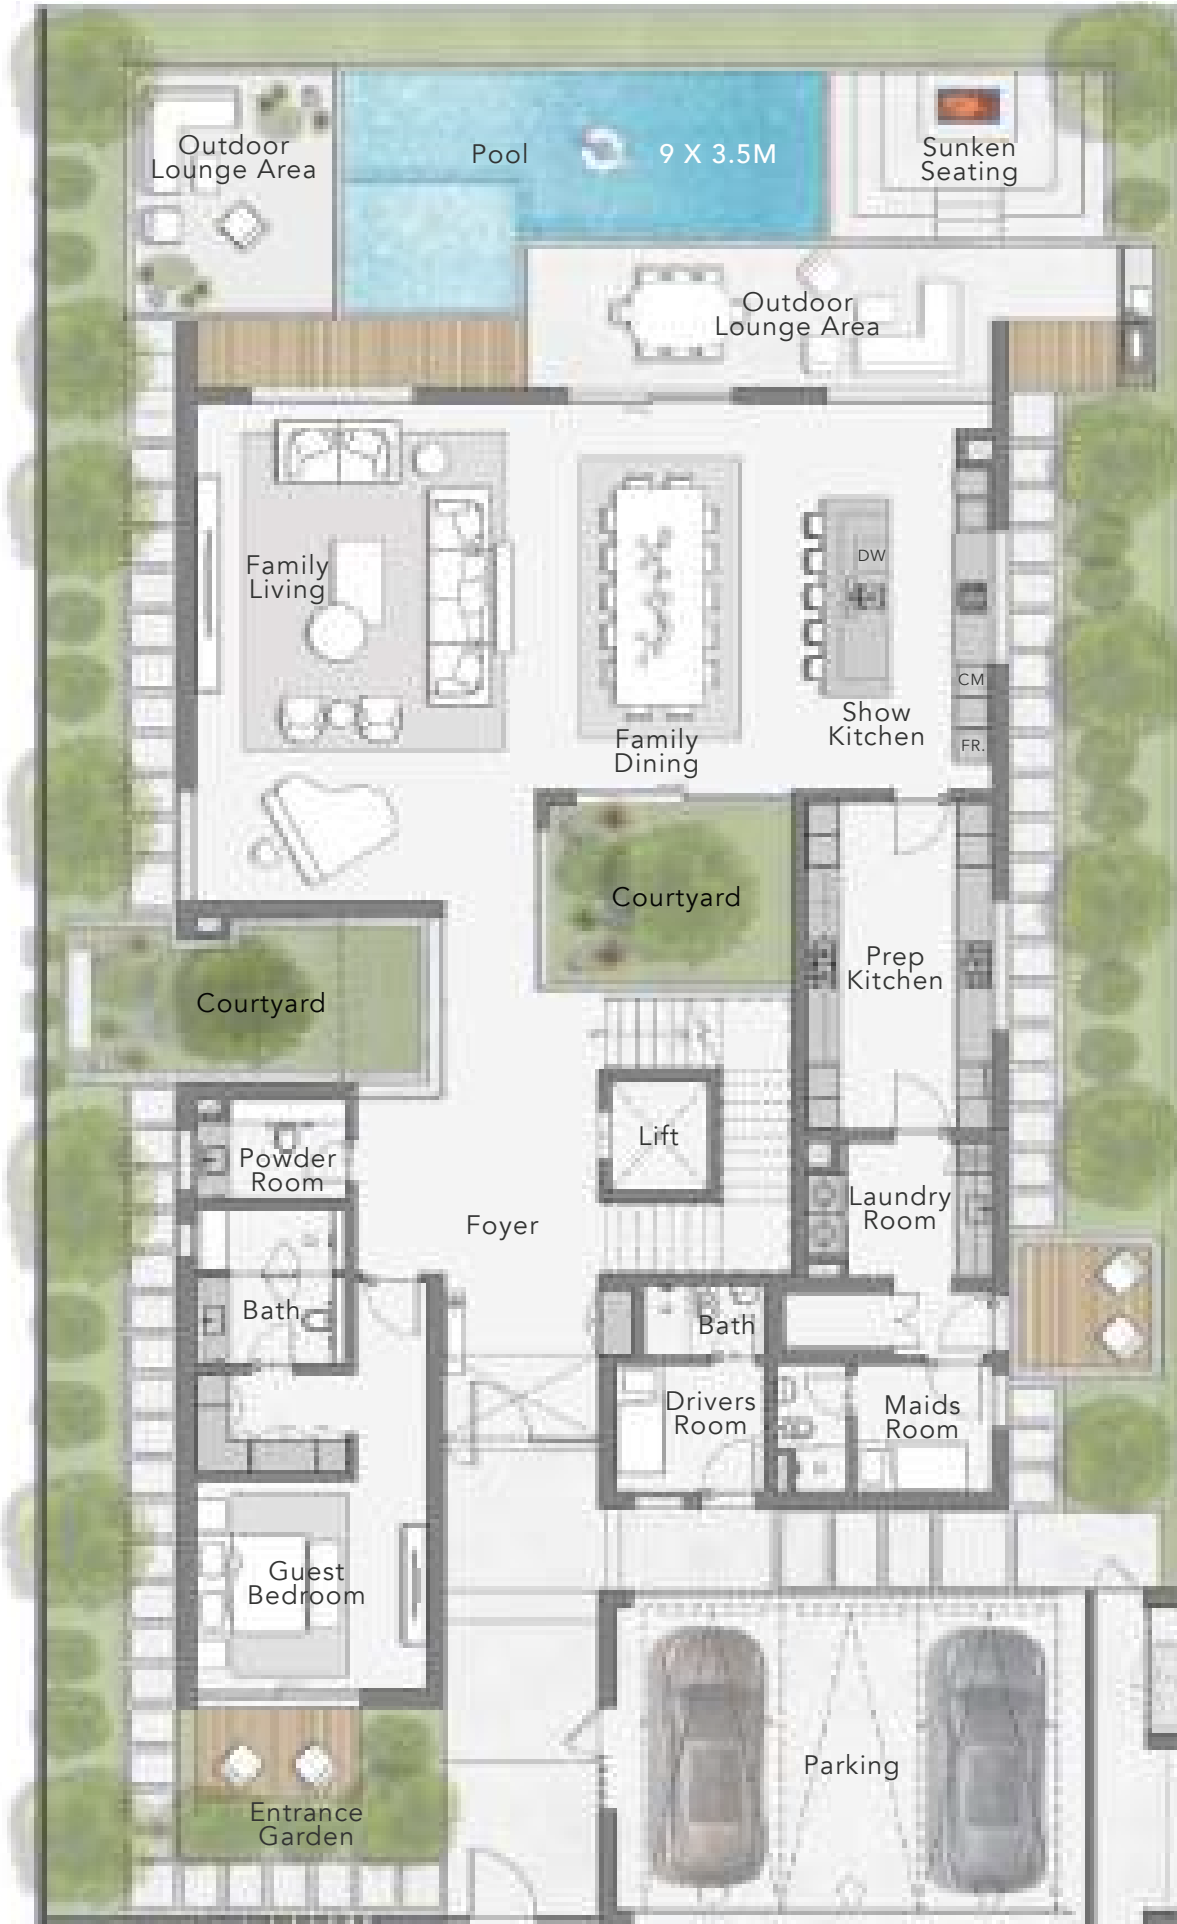 Outdoor
Lounge Area
Pool
9 X 3.5M
Sunken
Seating
Outdoor
Lounge Area
Family
Living
DW
CM
Show
Kitchen
FR.
Family
Dining
Courtyard
Prep
Kitchen
Courtyard
Lift
Powder
Room
Laundry
Room
Foyer
Bath
Bath
Drivers
Room
Maids
Room
Guest
Bedroom
Parking
Entrance
Garden